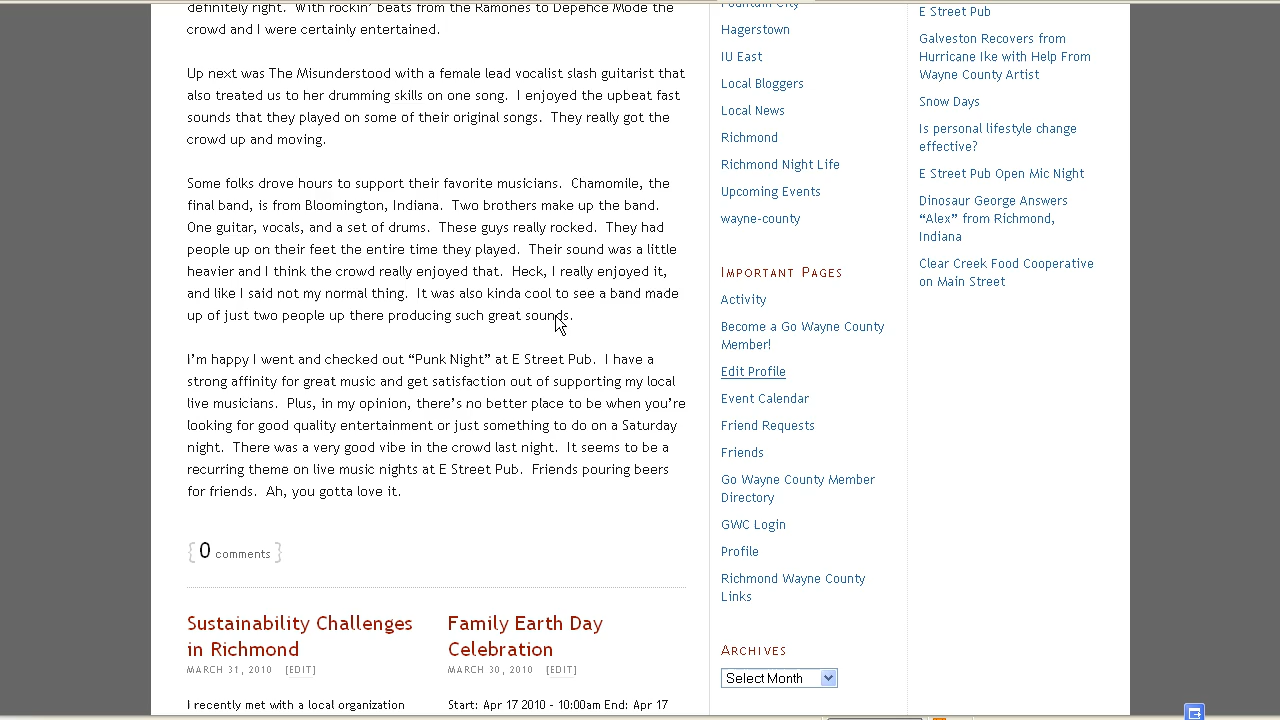 definitely right. With rockin' beats from the Ramones to Depehce Mode the
crowd and I were certainly entertained.
Up next was The Misunderstood with a female lead vocalist slash guitarist that
also treated us to her drumming skills on one song. I enjoyed the upbeat fast
sounds that they played on some of their original songs. They really got the
crowd up and moving.
Some folks drove hours to support their favorite musicians. Chamomile, the
final band, is from Bloomington, Indiana. Two brothers make up the band.
One guitar, vocals, and a set of drums. These guys really rocked. They had
people up on their feet the entire time they played. Their sound was a little
heavier and I think the crowd really enjoyed that. Heck, I really enjoyed it,
and like I said not my normal thing. It was also kinda cool to see a band made
up of just two people up there producing such great sounds.
I'm happy I went and checked out “Punk Night” at E Street Pub. I have a
strong affinity for great music and get satisfaction out of supporting my local
live musicians. Plus, in my opinion, there's no better place to be when you're
looking for good quality entertainment or just something to do on a Saturday
night. There was a very good vibe in the crowd last night. It seems to be a
recurring theme on live music nights at E Street Pub. Friends pouring beers
for friends. Ah, you gotta love it.
{ 0 comments }
Sustainability Challenges
in Richmond
MARCH 31, 2010 [EDIT]
I recently met with a local organization
Family Earth Day
Celebration
MARCH 30, 2010 [EDIT]
Start: Apr 17 2010 - 10:00am End: Apr 17
Fountain City
Hagerstown
IU East
Local Bloggers
Local News
Richmond
Richmond Night Life
Upcoming Events
wayne-county
Important Pages
Activity
Become a Go Wayne County
Member!
Edit Profile
Event Calendar
Friend Requests
Friends
Go Wayne County Member
Directory
GWC Login
Profile
Richmond Wayne County
Links
Archives
Select Month
E Street Pub
Galveston Recovers from
Hurricane Ike with Help From
Wayne County Artist
Snow Days
Is personal lifestyle change
effective?
E Street Pub Open Mic Night
Dinosaur George Answers
“Alex” from Richmond,
Indiana
Clear Creek Food Cooperative
on Main Street